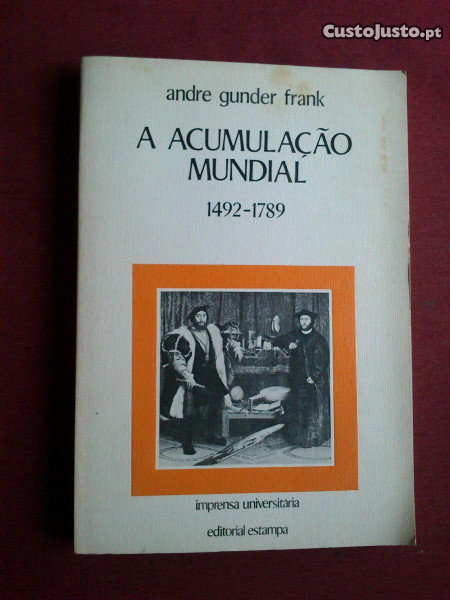 CustoJusto.pt
andre gunder frank
A ACUMULAÇÃO
MUNDIAL
1492-1789
imprensa universitária
editorial estampa